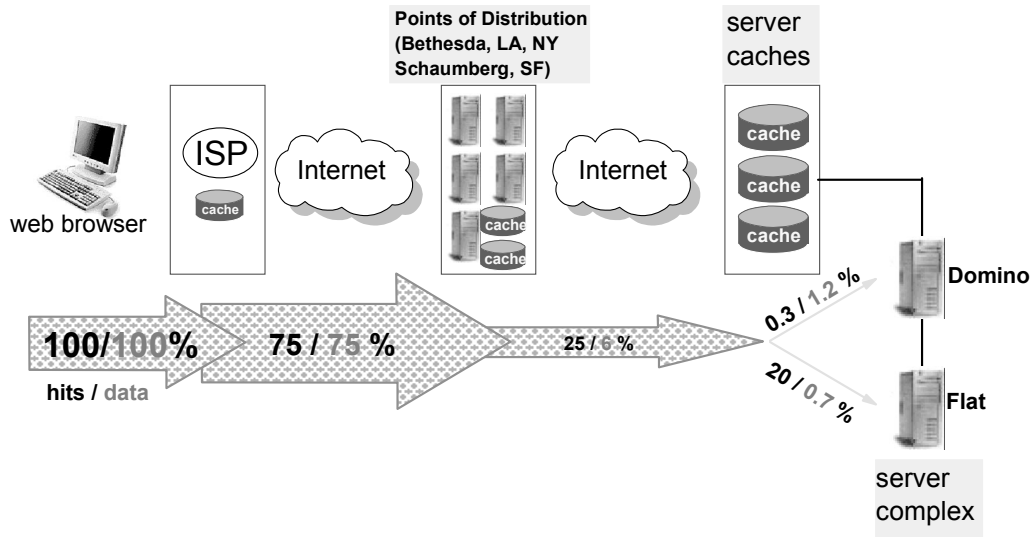 Points of Distribution
(Bethesda, LA, NY
Schaumberg, SF)
server
caches
ISP
cache
Internet
cache
cache
Internet
cache
cache
cache
web browser
Domino
Flat
100/100%
hits / data
75 / 75 %
25 / 6 %
0.3 / 1.2 %
20 / 0.7 %
server
complex